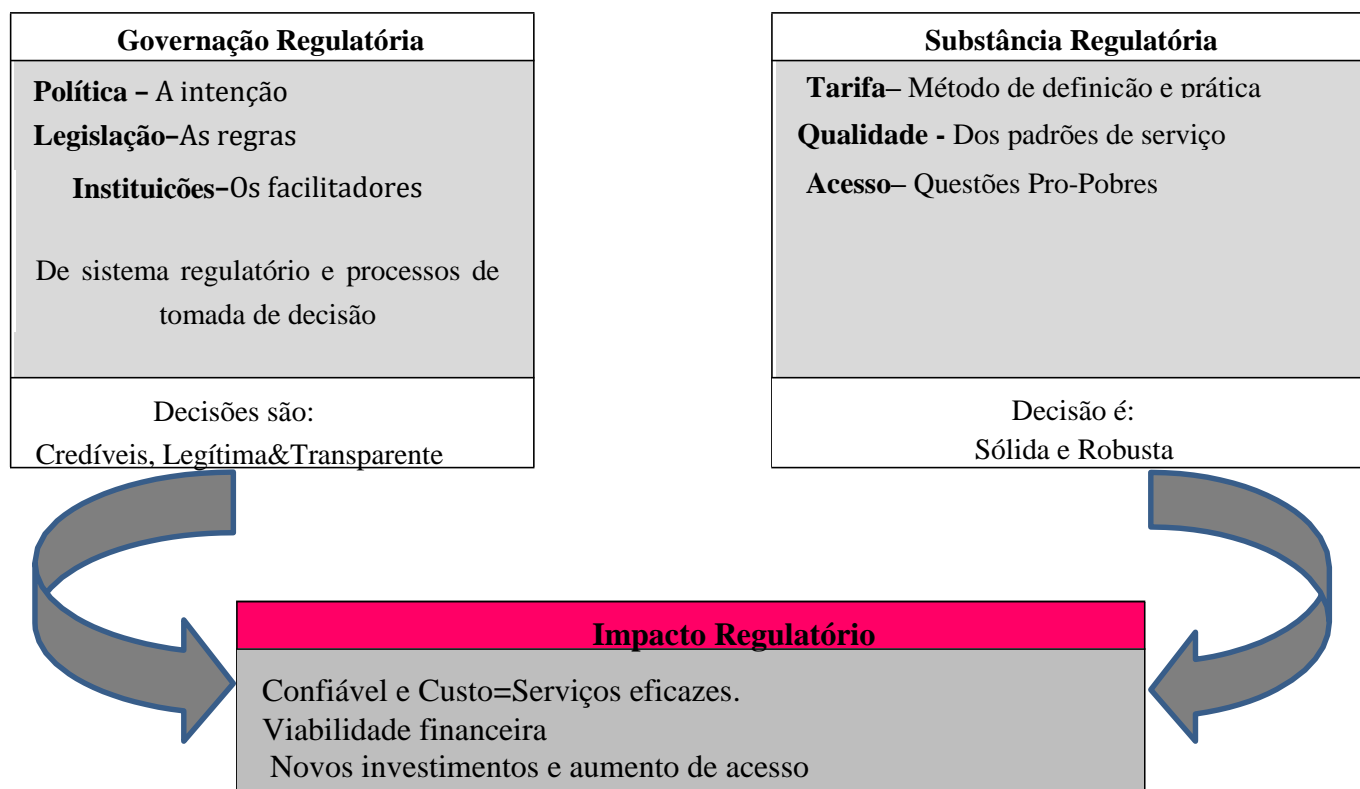 Governação Regulatória
Política – A intenção
Legislação–As regras
Instituicões–Os facilitadores
De sistema regulatório e processos de
tomada de decisão
Decisões são:
Credíveis, Legítima&Transparente
Substância Regulatória
Tarifa– Método de definicão e prática
Qualidade - Dos padrões de serviço
Acesso– Questões Pro-Pobres
Decisão é:
Sólida e Robusta
Impacto Regulatório
Confiável e Custo=Serviços eficazes.
Viabilidade financeira
Novos investimentos e aumento de acesso